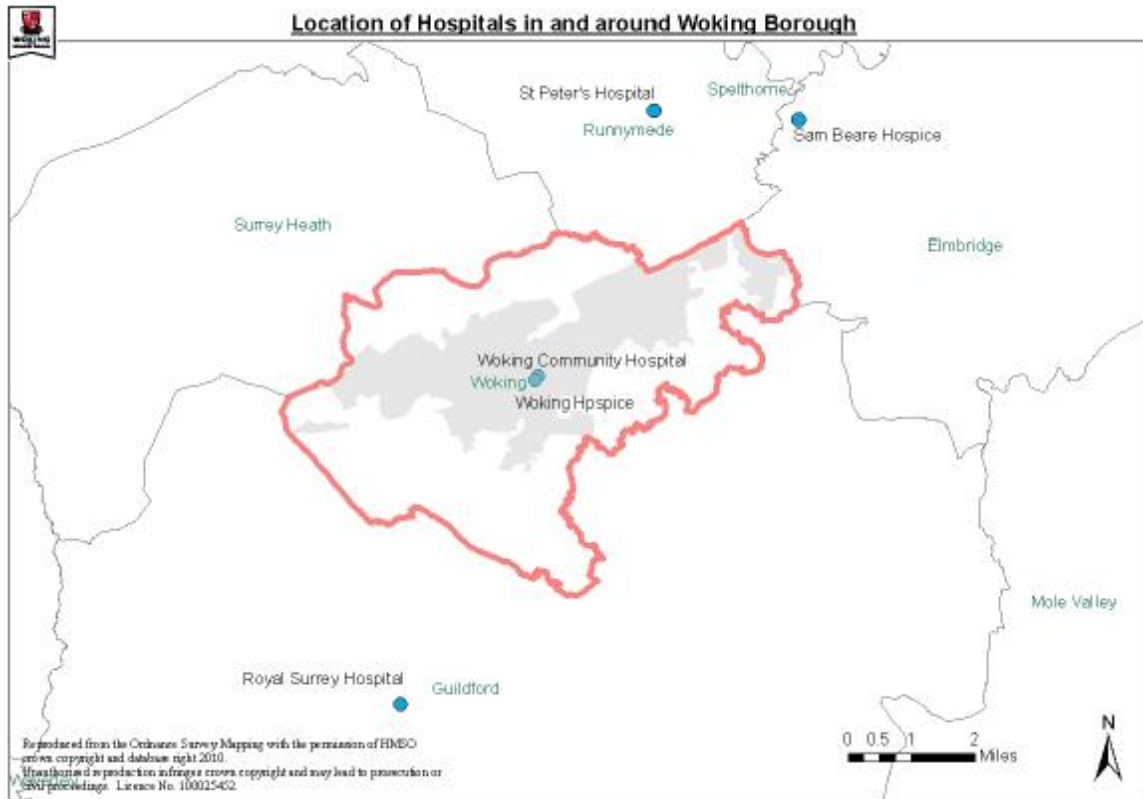 Location of Hospitals in and around Woking Borough
WOKING
St Peter's Hospital
Spelthorne
Runnymede
Sam Beare Hospice
Surrey Heath
Elmbridge
Woking Community Hospital
Woking
Woking Hospice
Mole Valley
Royal Surrey Hospital
Guildford
N
0 0.5 1 2
Miles
Reproduced from the Ordnance Survey Mapping with the permission of HMSO
crown copyright and database right 2010.
Unauthorised reproduction infringes crown copyright and may lead to prosecution or
civil proceedings. Licence No. 100025452
Waverley